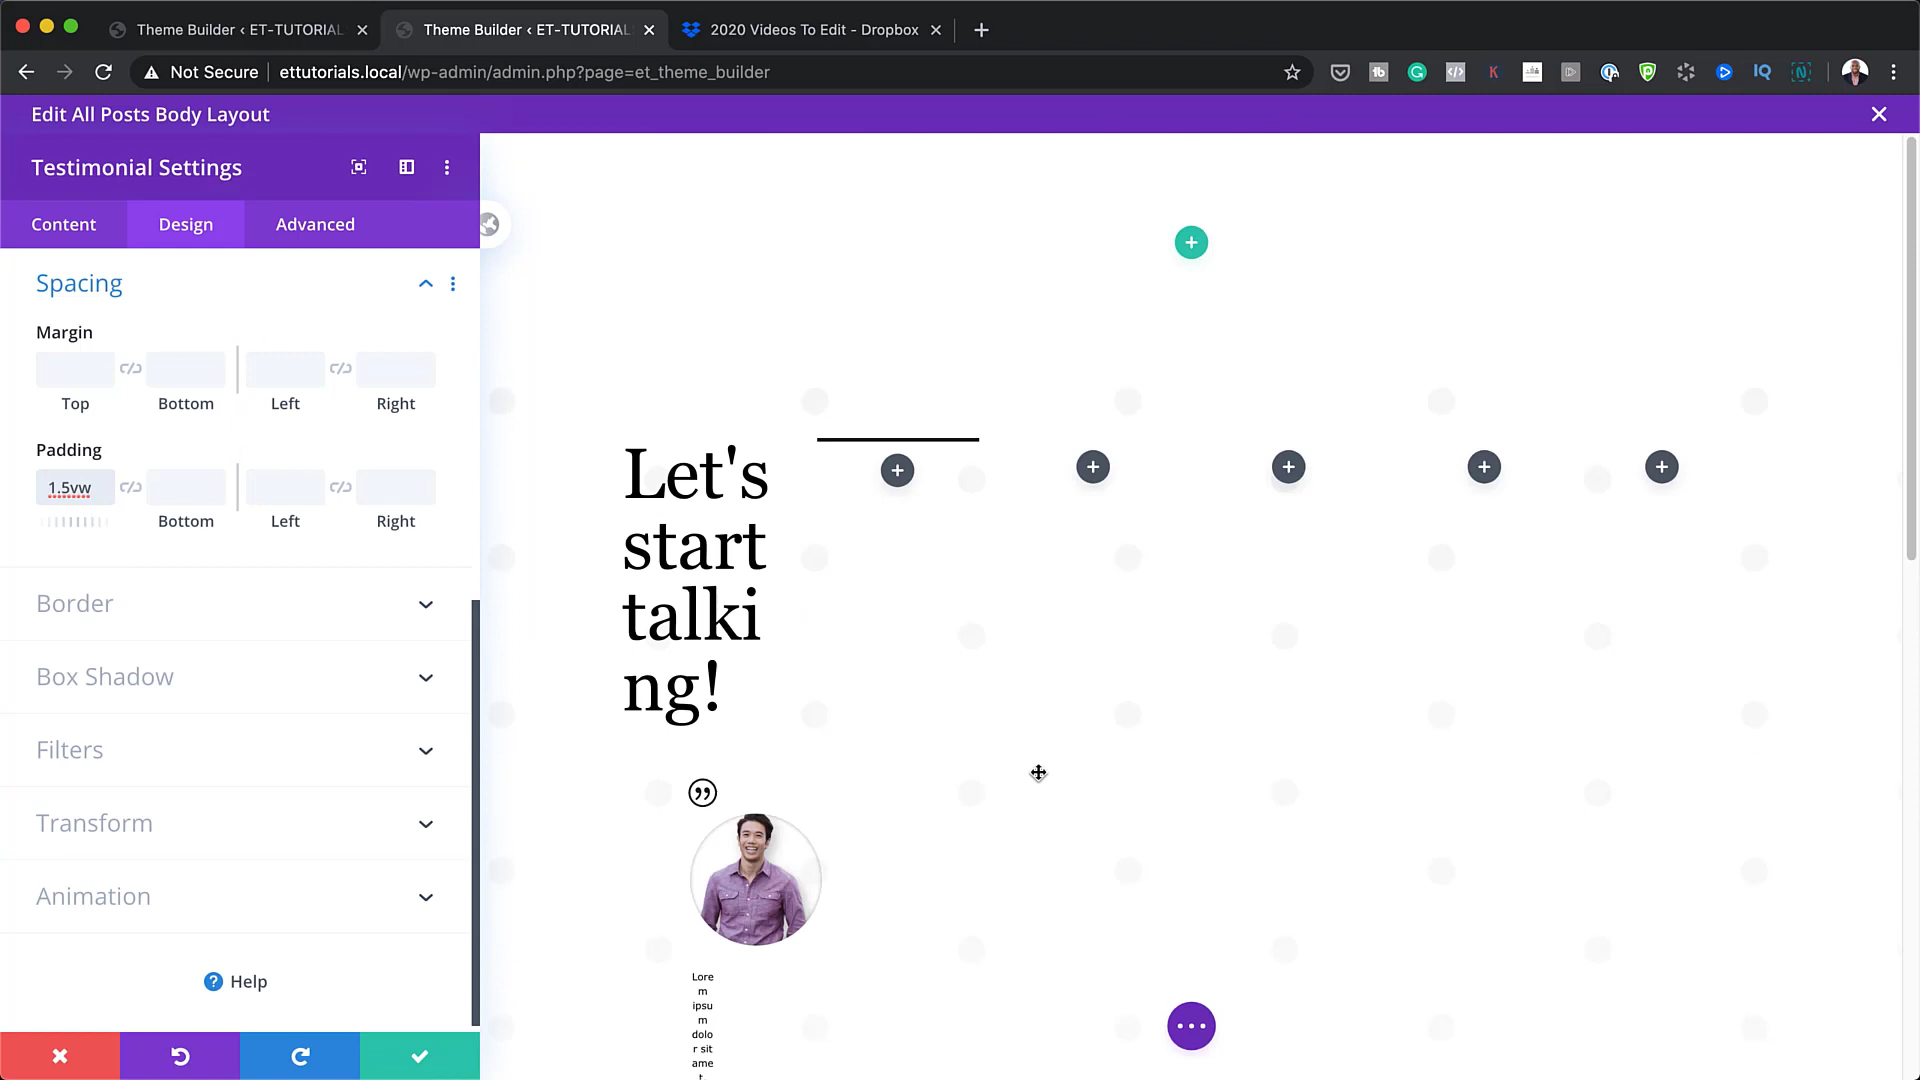 Theme Builder ‹ ET-TUTORIAL
Theme Builder ‹ ET-TUTORIAL
2020 Videos To Edit - Dropbox
Not Secure
ettutorials.local/wp-admin/admin.php?page=et_theme_builder
Edit All Posts Body Layout
Testimonial Settings
Content
Design
Advanced
Spacing
Margin
Top
Bottom
Left
Right
Padding
1.5vw
Bottom
Left
Right
Border
Box Shadow
Filters
Transform
Animation
Help
Let's
start
talki
ng!
Lore
m
ipsu
m
dolo
r sit
ame